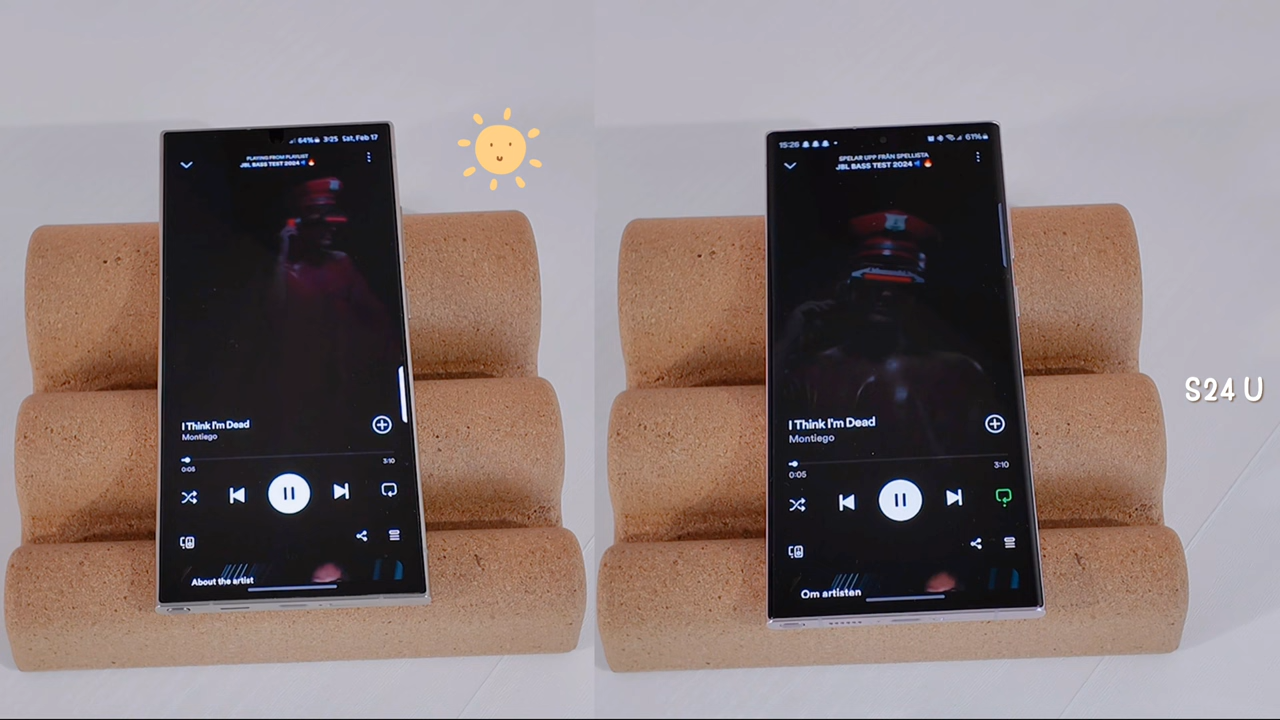 64% 3:25 Sat, Feb 17
PLAYING FROM PLAYLIST
JBL BASS TEST 2024
I Think I'm Dead
Montiego
0:05
3:10
About the artist
15:26
61%
SPELAR UPP FRÅN SPELLISTA
JBL BASS TEST 2024
I Think I'm Dead
Montiego
0:05
3:10
Om artisten
S24 U